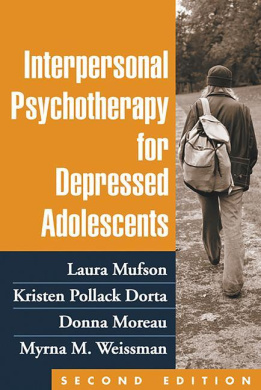 Interpersonal
Psychotherapy
for
Depressed
Adolescents
Laura Mufson
Kristen Pollack Dorta
Donna Moreau
Myrna M. Weissman
SECOND EDITION